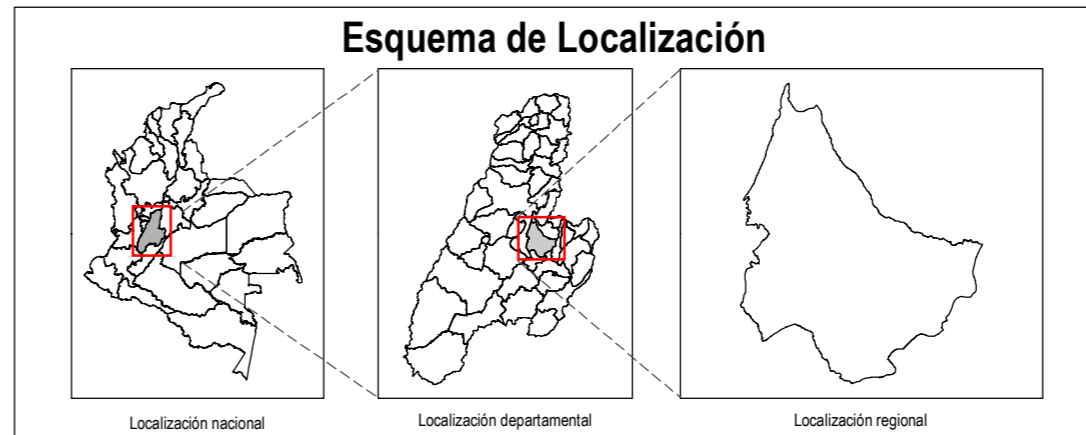 Esquema de Localización
Localización nacional
Localización departamental
Localización regional